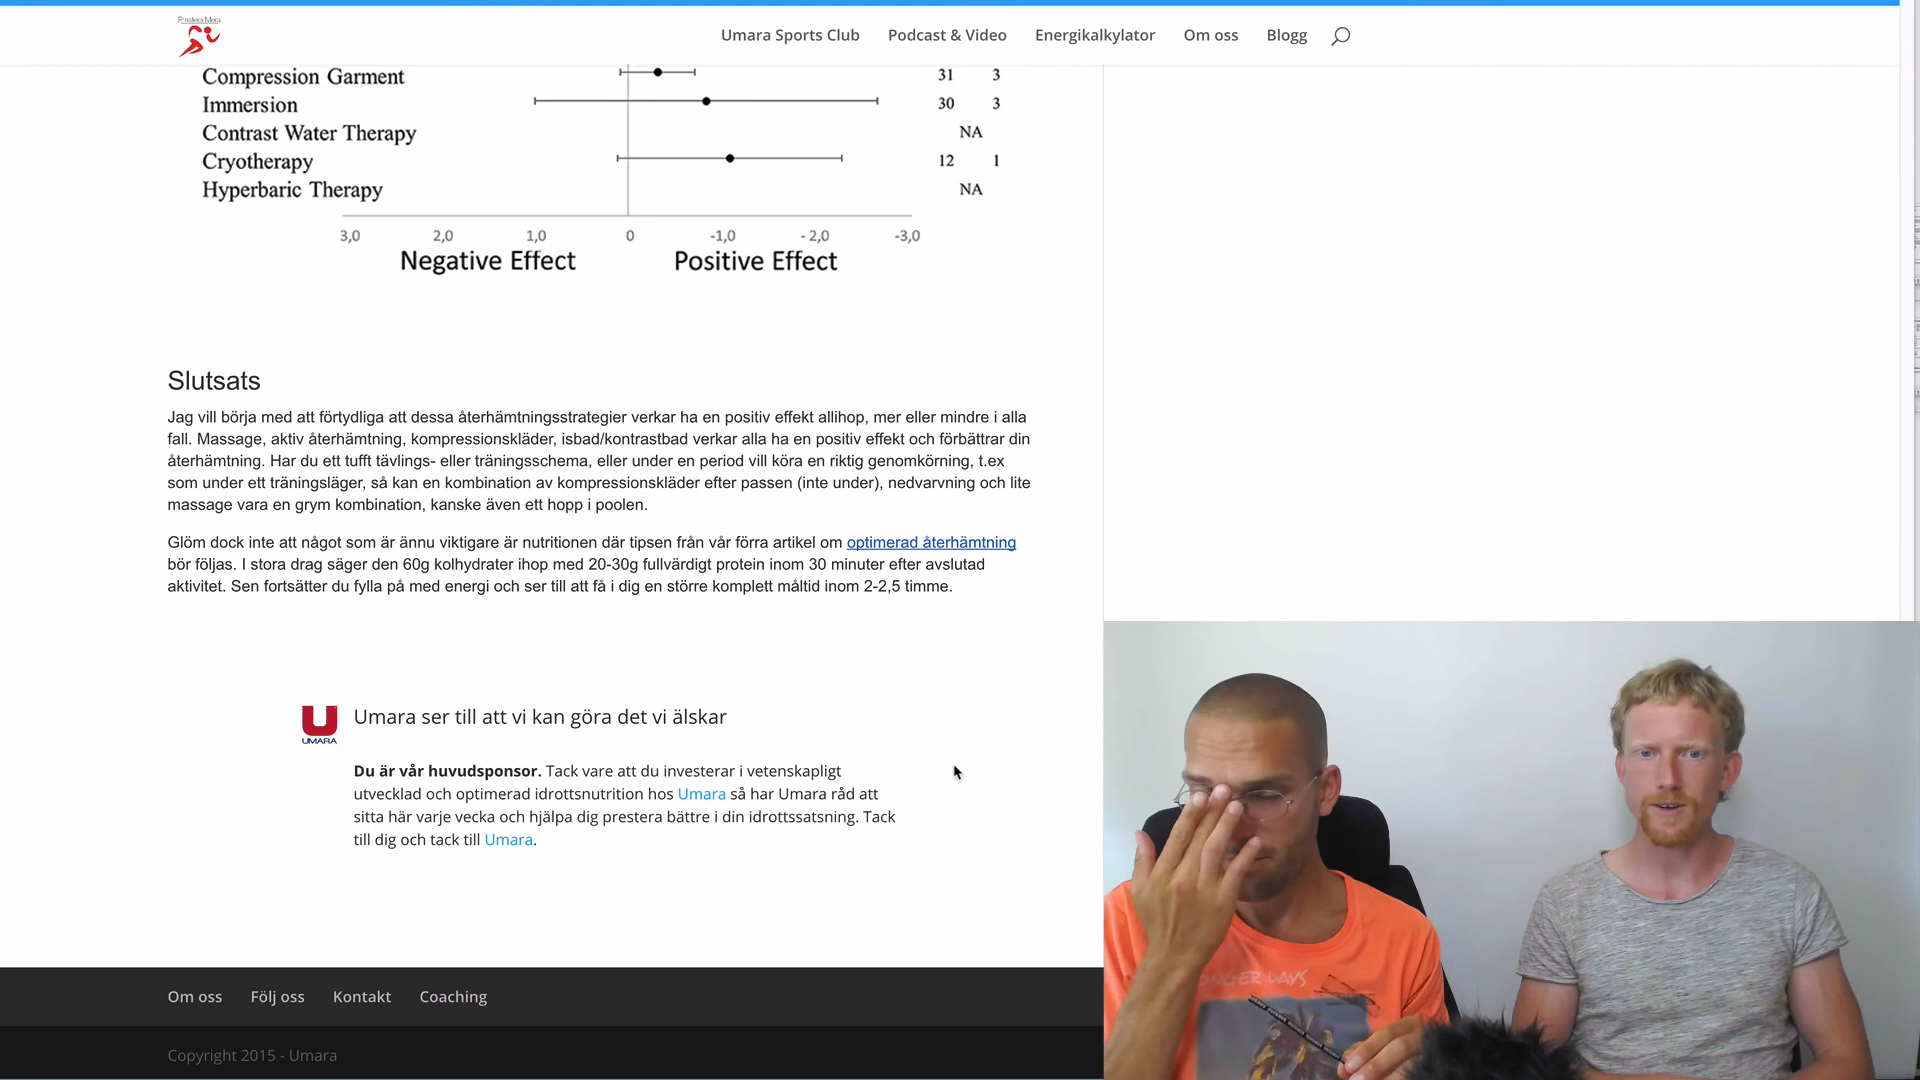 Prestera Mera
Umara Sports Club Podcast & Video Energikalkylator Om oss Blogg
Compression Garment 31 3
Immersion 30 3
Contrast Water Therapy NA
Cryotherapy 12 1
Hyperbaric Therapy NA
3,0 2,0 1,0 0 -1,0 - 2,0 -3,0
Negative Effect Positive Effect
Slutsats
Jag vill börja med att förtydliga att dessa återhämtningsstrategier verkar ha en positiv effekt allihop, mer eller mindre i alla
fall. Massage, aktiv återhämtning, kompressionskläder, isbad/kontrastbad verkar alla ha en positiv effekt och förbättrar din
återhämtning. Har du ett tufft tävlings- eller träningsschema, eller under en period vill köra en riktig genomkörning, t.ex
som under ett träningsläger, så kan en kombination av kompressionskläder efter passen (inte under), nedvarvning och lite
massage vara en grym kombination, kanske även ett hopp i poolen.
Glöm dock inte att något som är ännu viktigare är nutritionen där tipsen från vår förra artikel om optimerad återhämtning
bör följas. I stora drag säger den 60g kolhydrater ihop med 20-30g fullvärdigt protein inom 30 minuter efter avslutad
aktivitet. Sen fortsätter du fylla på med energi och ser till att få i dig en större komplett måltid inom 2-2,5 timme.
UMARA
Umara ser till att vi kan göra det vi älskar
Du är vår huvudsponsor. Tack vare att du investerar i vetenskapligt
utvecklad och optimerad idrottsnutrition hos Umara så har Umara råd att
sitta här varje vecka och hjälpa dig prestera bättre i din idrottssatsning. Tack
till dig och tack till Umara.
DAYS
Om oss Följ oss Kontakt Coaching
Copyright 2015 - Umara